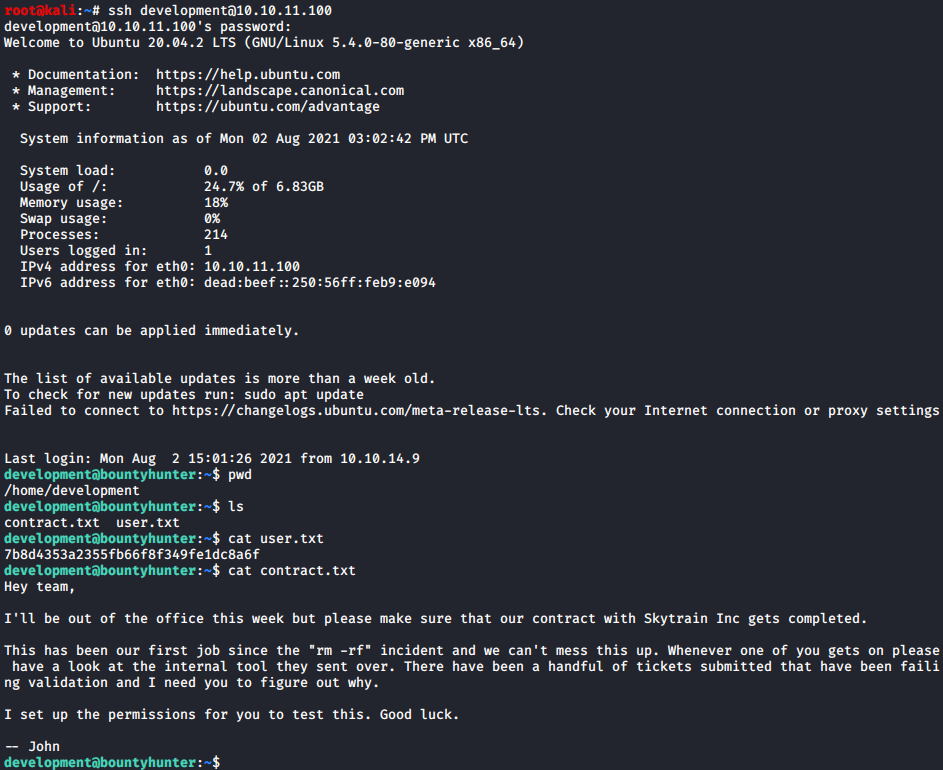 root@kali:~# ssh development@10.10.11.100
development@10.10.11.100's password:
Welcome to Ubuntu 20.04.2 LTS (GNU/Linux 5.4.0-80-generic x86_64)

 * Documentation:  https://help.ubuntu.com
 * Management:     https://landscape.canonical.com
 * Support:        https://ubuntu.com/advantage

  System information as of Mon 02 Aug 2021 03:02:42 PM UTC

  System load:           0.0
  Usage of /:            24.7% of 6.83GB
  Memory usage:          18%
  Swap usage:            0%
  Processes:             214
  Users logged in:       1
  IPv4 address for eth0: 10.10.11.100
  IPv6 address for eth0: dead:beef::250:56ff:feb9:e094


0 updates can be applied immediately.


The list of available updates is more than a week old.
To check for new updates run: sudo apt update
Failed to connect to https://changelogs.ubuntu.com/meta-release-lts. Check your Internet connection or proxy settings


Last login: Mon Aug  2 15:01:26 2021 from 10.10.14.9
development@bountyhunter:~$ pwd
/home/development
development@bountyhunter:~$ ls
contract.txt  user.txt
development@bountyhunter:~$ cat user.txt
7b8d4353a2355fb66f8f349fe1dc8a6f
development@bountyhunter:~$ cat contract.txt
Hey team,

I'll be out of the office this week but please make sure that our contract with Skytrain Inc gets completed.

This has been our first job since the "rm -rf" incident and we can't mess this up. Whenever one of you gets on please
 have a look at the internal tool they sent over. There have been a handful of tickets submitted that have been faili
ng validation and I need you to figure out why.

I set up the permissions for you to test this. Good luck.

-- John
development@bountyhunter:~$